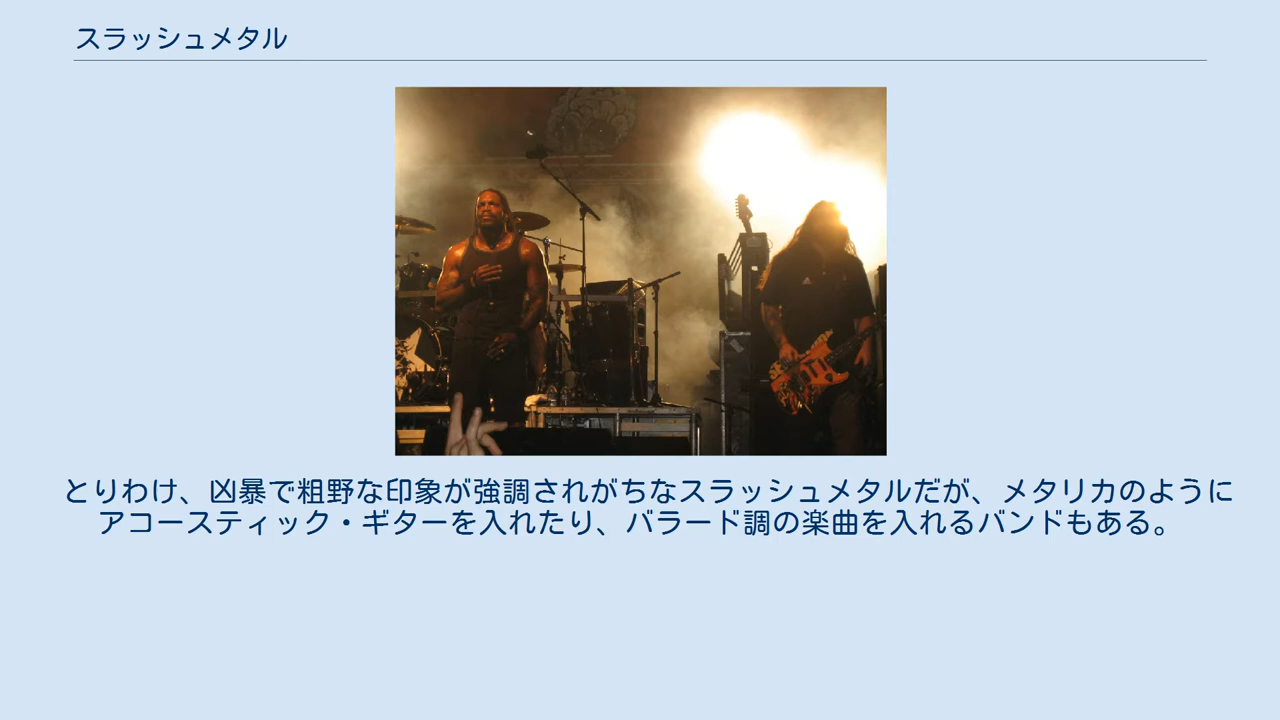 スラッシュメタル
とりわけ、凶暴で粗野な印象が強調されがちなスラッシュメタルだが、メタリカのように
アコースティック・ギターを入れたり、バラード調の楽曲を入れるバンドもある。